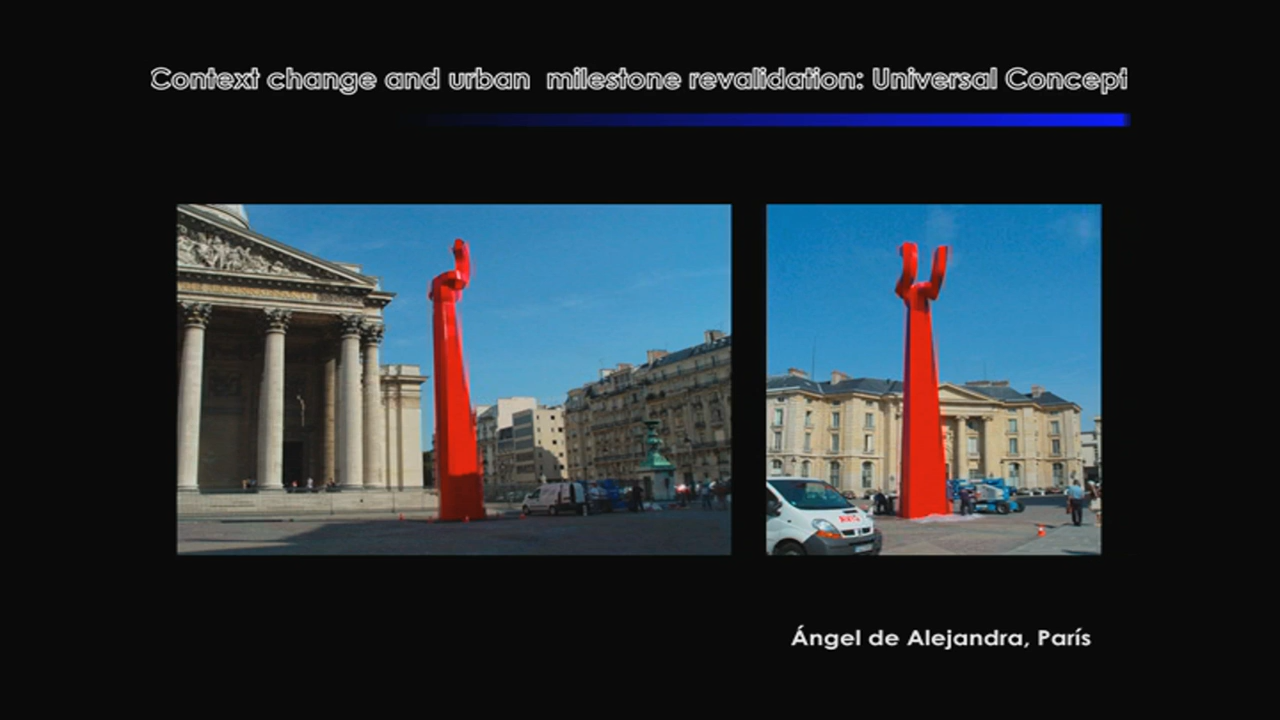 Context change and urban milestone revalidation: Universal Concept
Ángel de Alejandra, París